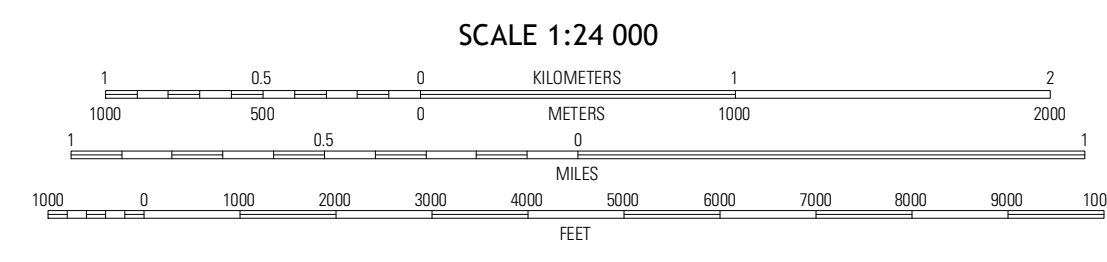 SCALE 1:24 000
1 0.5 0 KILOMETERS 1 2
1000 500 0 METERS 1000 2000
1 0.5 0 1
MILES
1000 0 1000 2000 3000 4000 5000 6000 7000 8000 9000 100
FEET